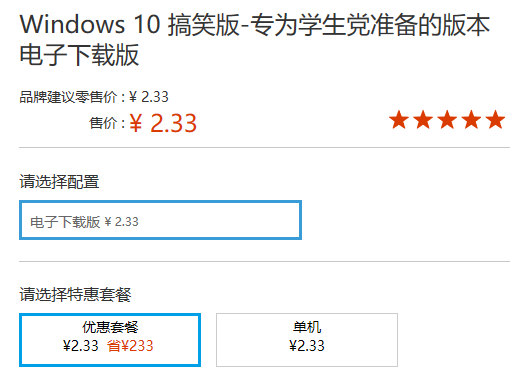 Windows 10 搞笑版-专为学生党准备的版本
电子下载版
品牌建议零售价 : ¥ 2.33
售价 : ¥ 2.33
请选择配置
电子下载版 ¥ 2.33
请选择特惠套餐
优惠套餐
¥2.33 省¥233
单机
¥2.33